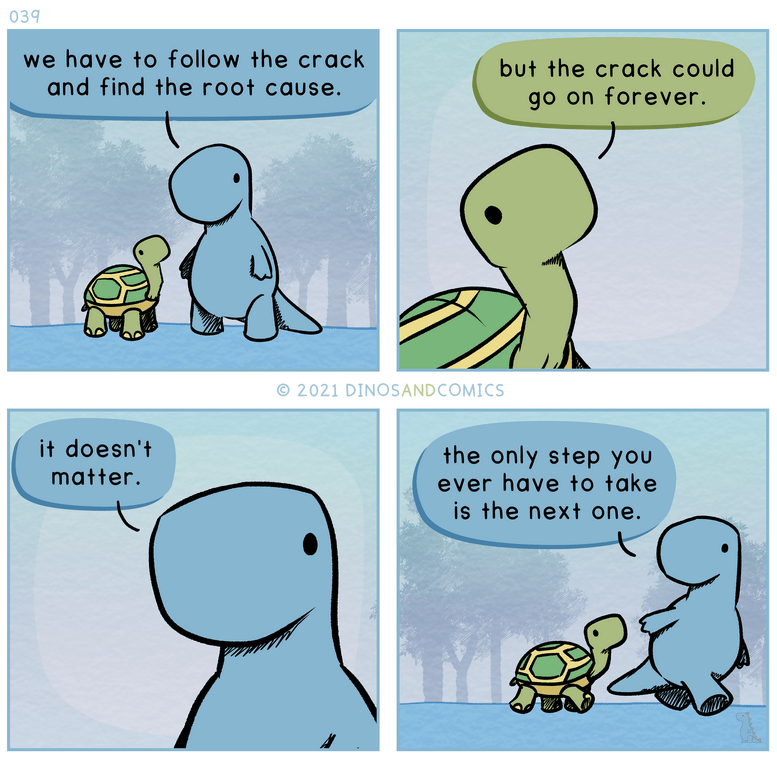 039
we have to follow the crack
and find the root cause.
but the crack could
go on forever.
© 2021 DINOSANDCOMICS
it doesn't
matter.
the only step you
ever have to take
is the next one.